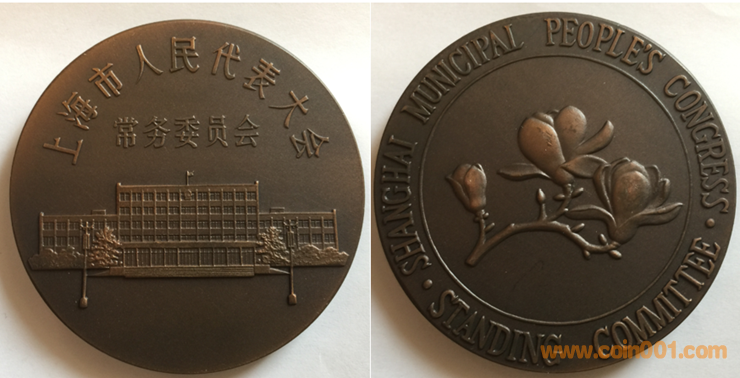 上海市人民代表大会
常务委员会
SHANGHAI MUNICIPAL PEOPLE'S CONGRESS ·
STANDING COMMITTEE ·
www.coin001.com